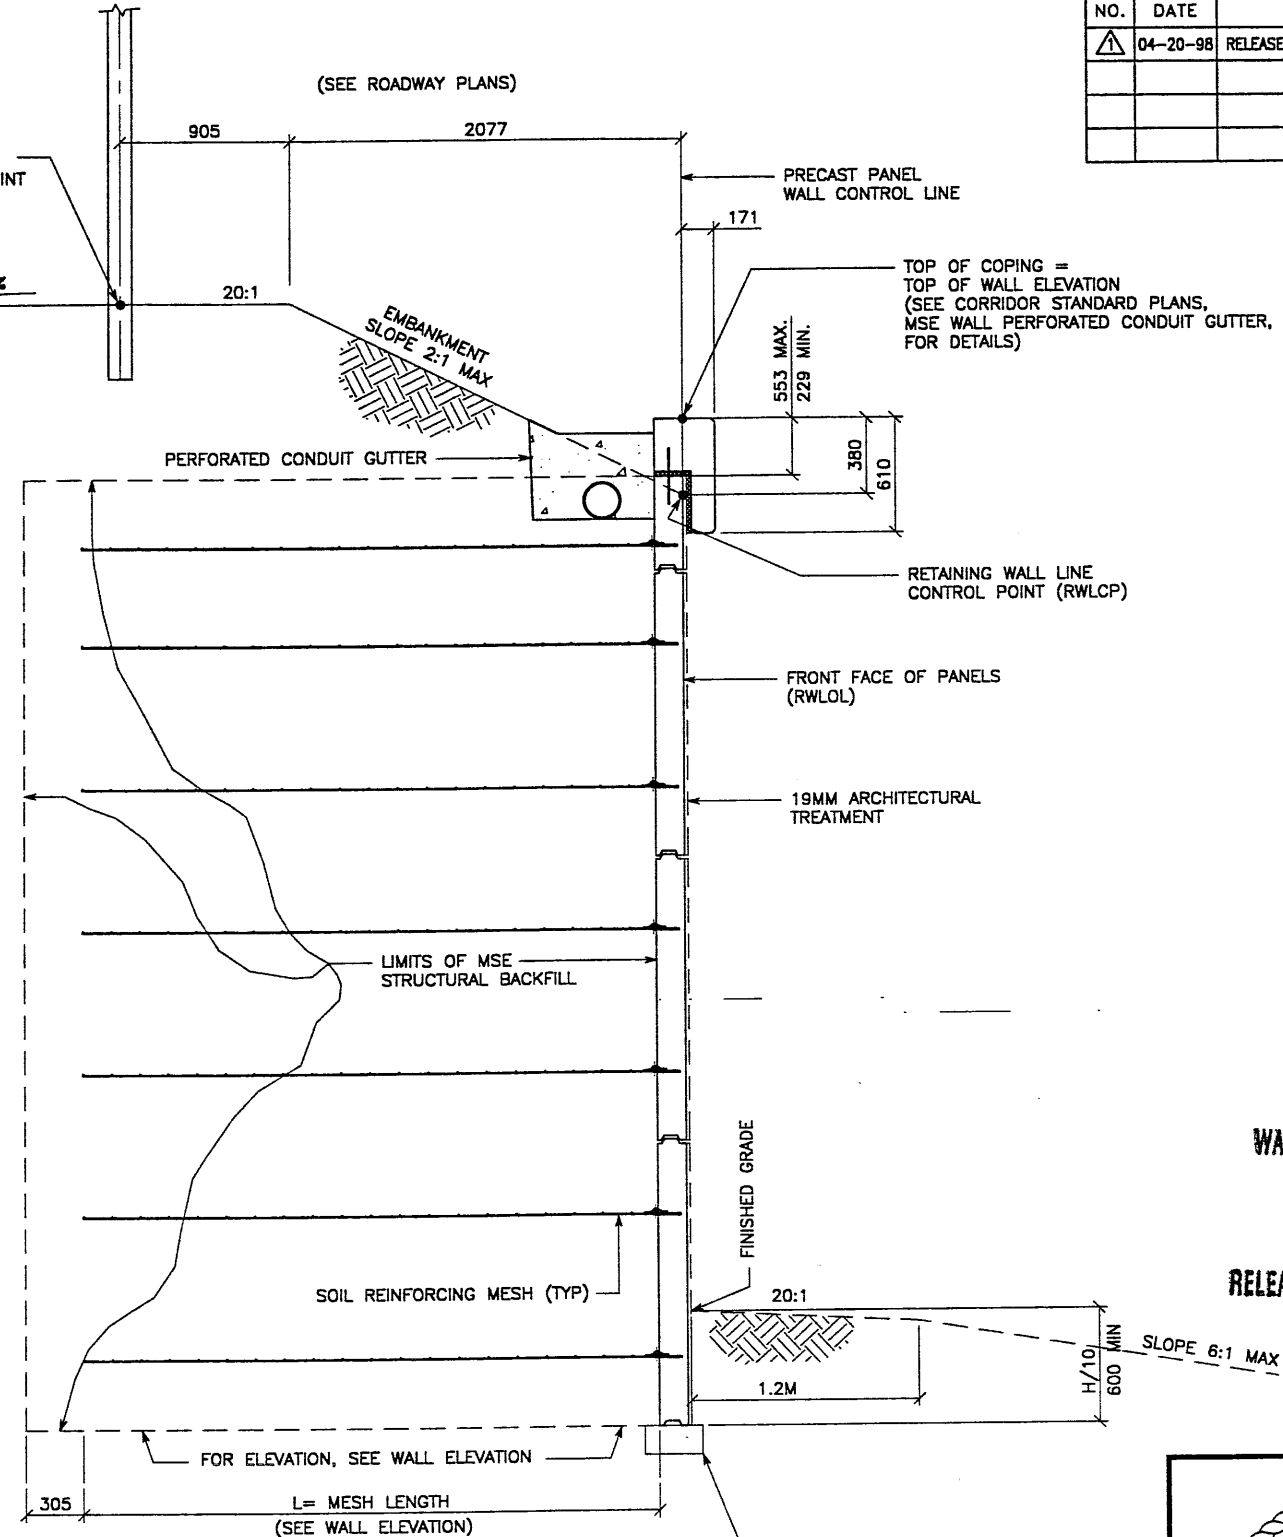 NO. DATE
1 04-20-98 RELEASE
(SEE ROADWAY PLANS)
905
2077
INT
PRECAST PANEL
WALL CONTROL LINE
171
TOP OF COPING =
TOP OF WALL ELEVATION
(SEE CORRIDOR STANDARD PLANS,
MSE WALL PERFORATED CONDUIT GUTTER,
FOR DETAILS)
%
20:1
EMBANKMENT
SLOPE 2:1 MAX
553 MAX.
229 MIN.
380
610
PERFORATED CONDUIT GUTTER
RETAINING WALL LINE
CONTROL POINT (RWLCP)
FRONT FACE OF PANELS
(RWLOL)
19MM ARCHITECTURAL
TREATMENT
LIMITS OF MSE
STRUCTURAL BACKFILL
WA
FINISHED GRADE
RELEA
SOIL REINFORCING MESH (TYP)
20:1
H/10
600 MIN
SLOPE 6:1 MAX
1.2M
FOR ELEVATION, SEE WALL ELEVATION
305
L= MESH LENGTH
(SEE WALL ELEVATION)